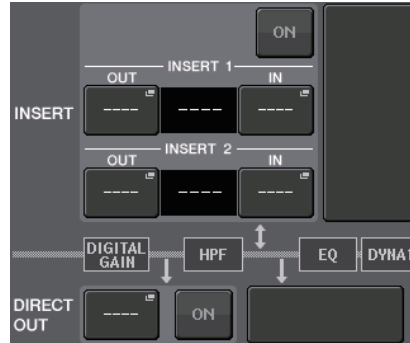 ON
INSERT 1
OUT IN
INSERT
---- ---- ----
INSERT 2
OUT IN
---- ---- ----
DIGITAL GAIN HPF EQ DYNA1
DIRECT OUT
---- ON